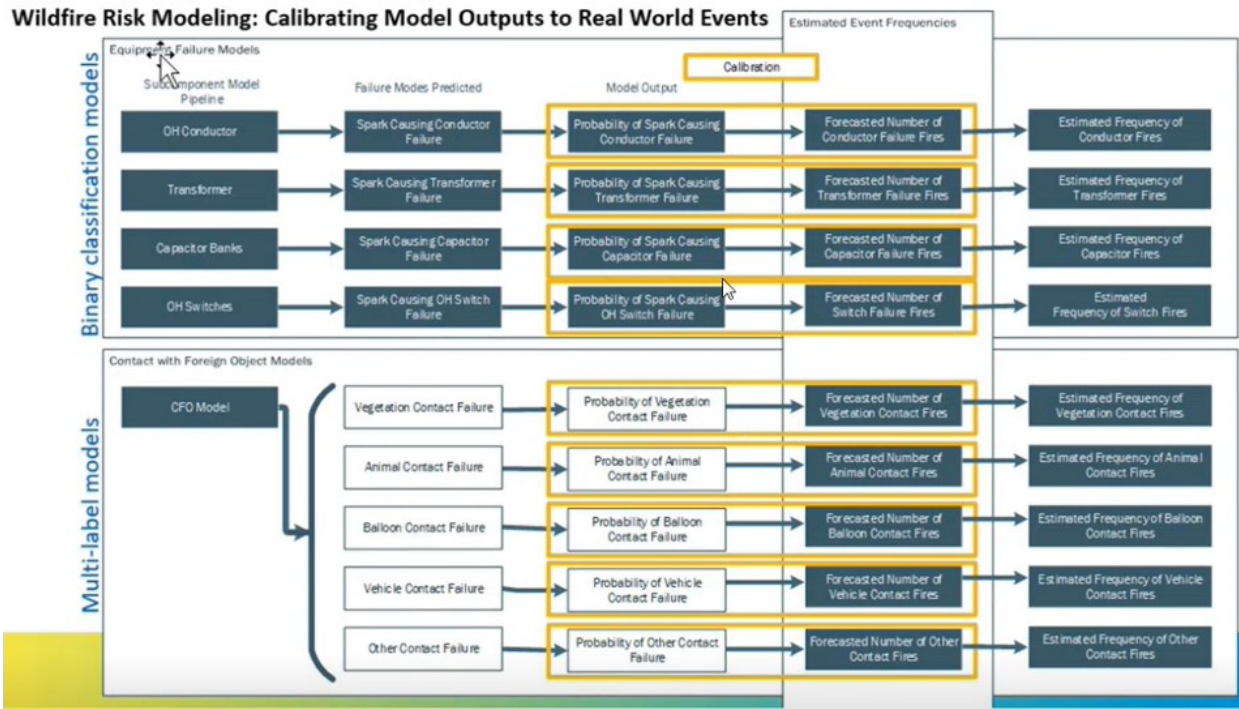 Wildfire Risk Modeling: Calibrating Model Outputs to Real World Events
Estimated Event Frequencies
Binary classification models
Equipment Failure Models
Calibration
Subcomponent Model
Pipeline
Failure Modes Predicted
Model Output
OH Conductor
Spark Causing Conductor
Failure
Probability of Spark Causing
Conductor Failure
Forecasted Number of
Conductor Failure Fires
Estimated Frequency of
Conductor Fires
Transformer
Spark Causing Transformer
Failure
Probability of Spark Causing
Transformer Failure
Forecasted Number of
Transformer Failure Fires
Estimated Frequency of
Transformer Fires
Capacitor Banks
Spark Causing Capacitor
Failure
Probability of Spark Causing
Capacitor Failure
Forecasted Number of
Capacitor Failure Fires
Estimated Frequency of
Capacitor Fires
OH Switches
Spark Causing OH Switch
Failure
Probability of Spark Causing
OH Switch Failure
Forecasted Number of
Switch Failure Fires
Estimated
Frequency of Switch Fires
Multi-label models
Contact with Foreign Object Models
CFO Model
Vegetation Contact Failure
Probability of Vegetation
Contact Failure
Forecasted Number of
Vegetation Contact Fires
Estimated Frequency of
Vegetation Contact Fires
Animal Contact Failure
Probability of Animal
Contact Failure
Forecasted Number of
Animal Contact Fires
Estimated Frequency of Animal
Contact Fires
Balloon Contact Failure
Probability of Balloon
Contact Failure
Forecasted Number of
Balloon Contact Fires
Estimated Frequency of Balloon
Contact Fires
Vehicle Contact Failure
Probability of Vehicle
Contact Failure
Forecasted Number of
Vehicle Contact Fires
Estimated Frequency of Vehicle
Contact Fires
Other Contact Failure
Probability of Other Contact
Failure
Forecasted Number of Other
Contact Fires
Estimated Frequency of Other
Contact Fires